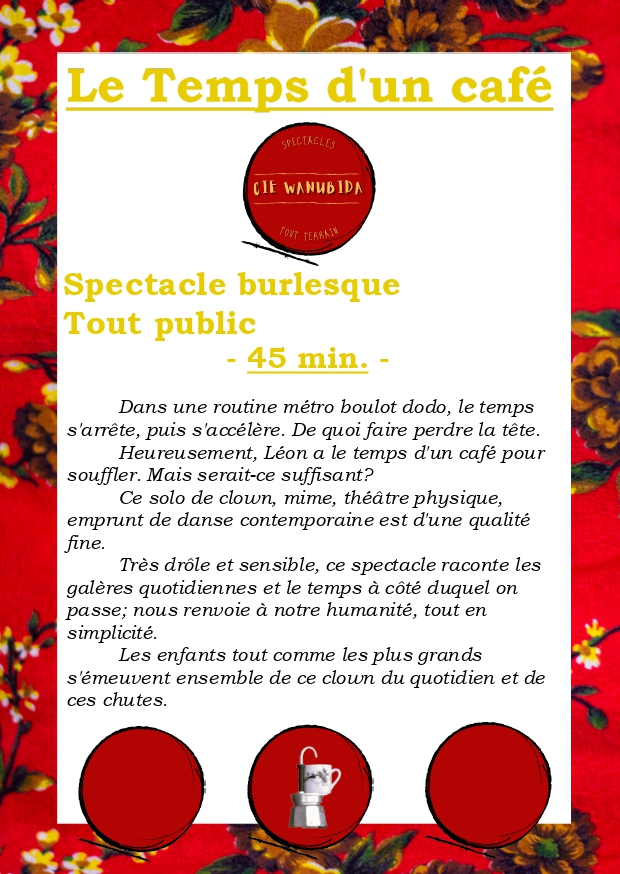 Le Temps d'un café
SPECTACLES
CIE WANUBIDA
TOUT TERRAIN
Spectacle burlesque
Tout public
- 45 min. -
Dans une routine métro boulot dodo, le temps
s'arrête, puis s'accélère. De quoi faire perdre la tête.
Heureusement, Léon a le temps d'un café pour
souffler. Mais serait-ce suffisant?
Ce solo de clown, mime, théâtre physique,
emprunt de danse contemporaine est d'une qualité
fine.
Très drôle et sensible, ce spectacle raconte les
galères quotidiennes et le temps à côté duquel on
passe; nous renvoie à notre humanité, tout en
simplicité.
Les enfants tout comme les plus grands
s'émeuvent ensemble de ce clown du quotidien et de
ces chutes.